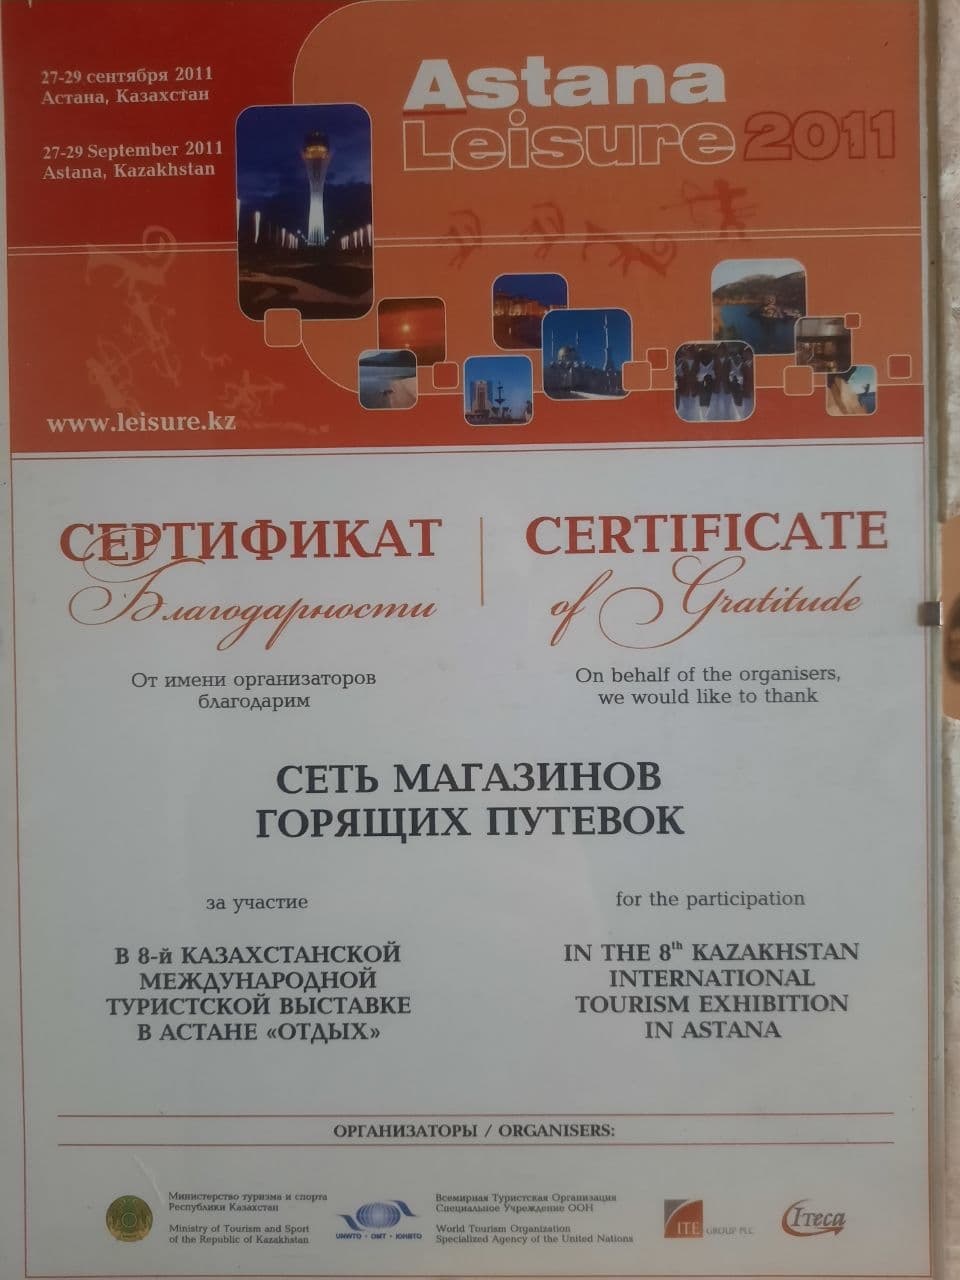 27-29 сентября 2011
Астана, Казахстан
27-29 September 2011
Astana, Kazakhstan
Astana
Leisure 2011
www.leisure.kz
СЕРТИФИКАТ
Благодарности
CERTIFICATE
of Gratitude
От имени организаторов
благодарим
On behalf of the organisers,
we would like to thank
СЕТЬ МАГАЗИНОВ
ГОРЯЩИХ ПУТЕВОК
за участие
В 8-й КАЗАХСТАНСКОЙ
МЕЖДУНАРОДНОЙ
ТУРИСТСКОЙ ВЫСТАВКЕ
В АСТАНЕ «ОТДЫХ»
for the participation
IN THE 8th KAZAKHSTAN
INTERNATIONAL
TOURISM EXHIBITION
IN ASTANA
ОРГАНИЗАТОРЫ / ORGANISERS:
Министерство туризма и спорта
Республики Казахстан
Ministry of Tourism and Sport
of the Republic of Kazakhstan
UNWTO · OMT · ЮНВТО
Всемирная Туристская Организация
Специальное Учреждение ООН
World Tourism Organization
Specialized Agency of the United Nations
ITE GROUP PLC
Iteca